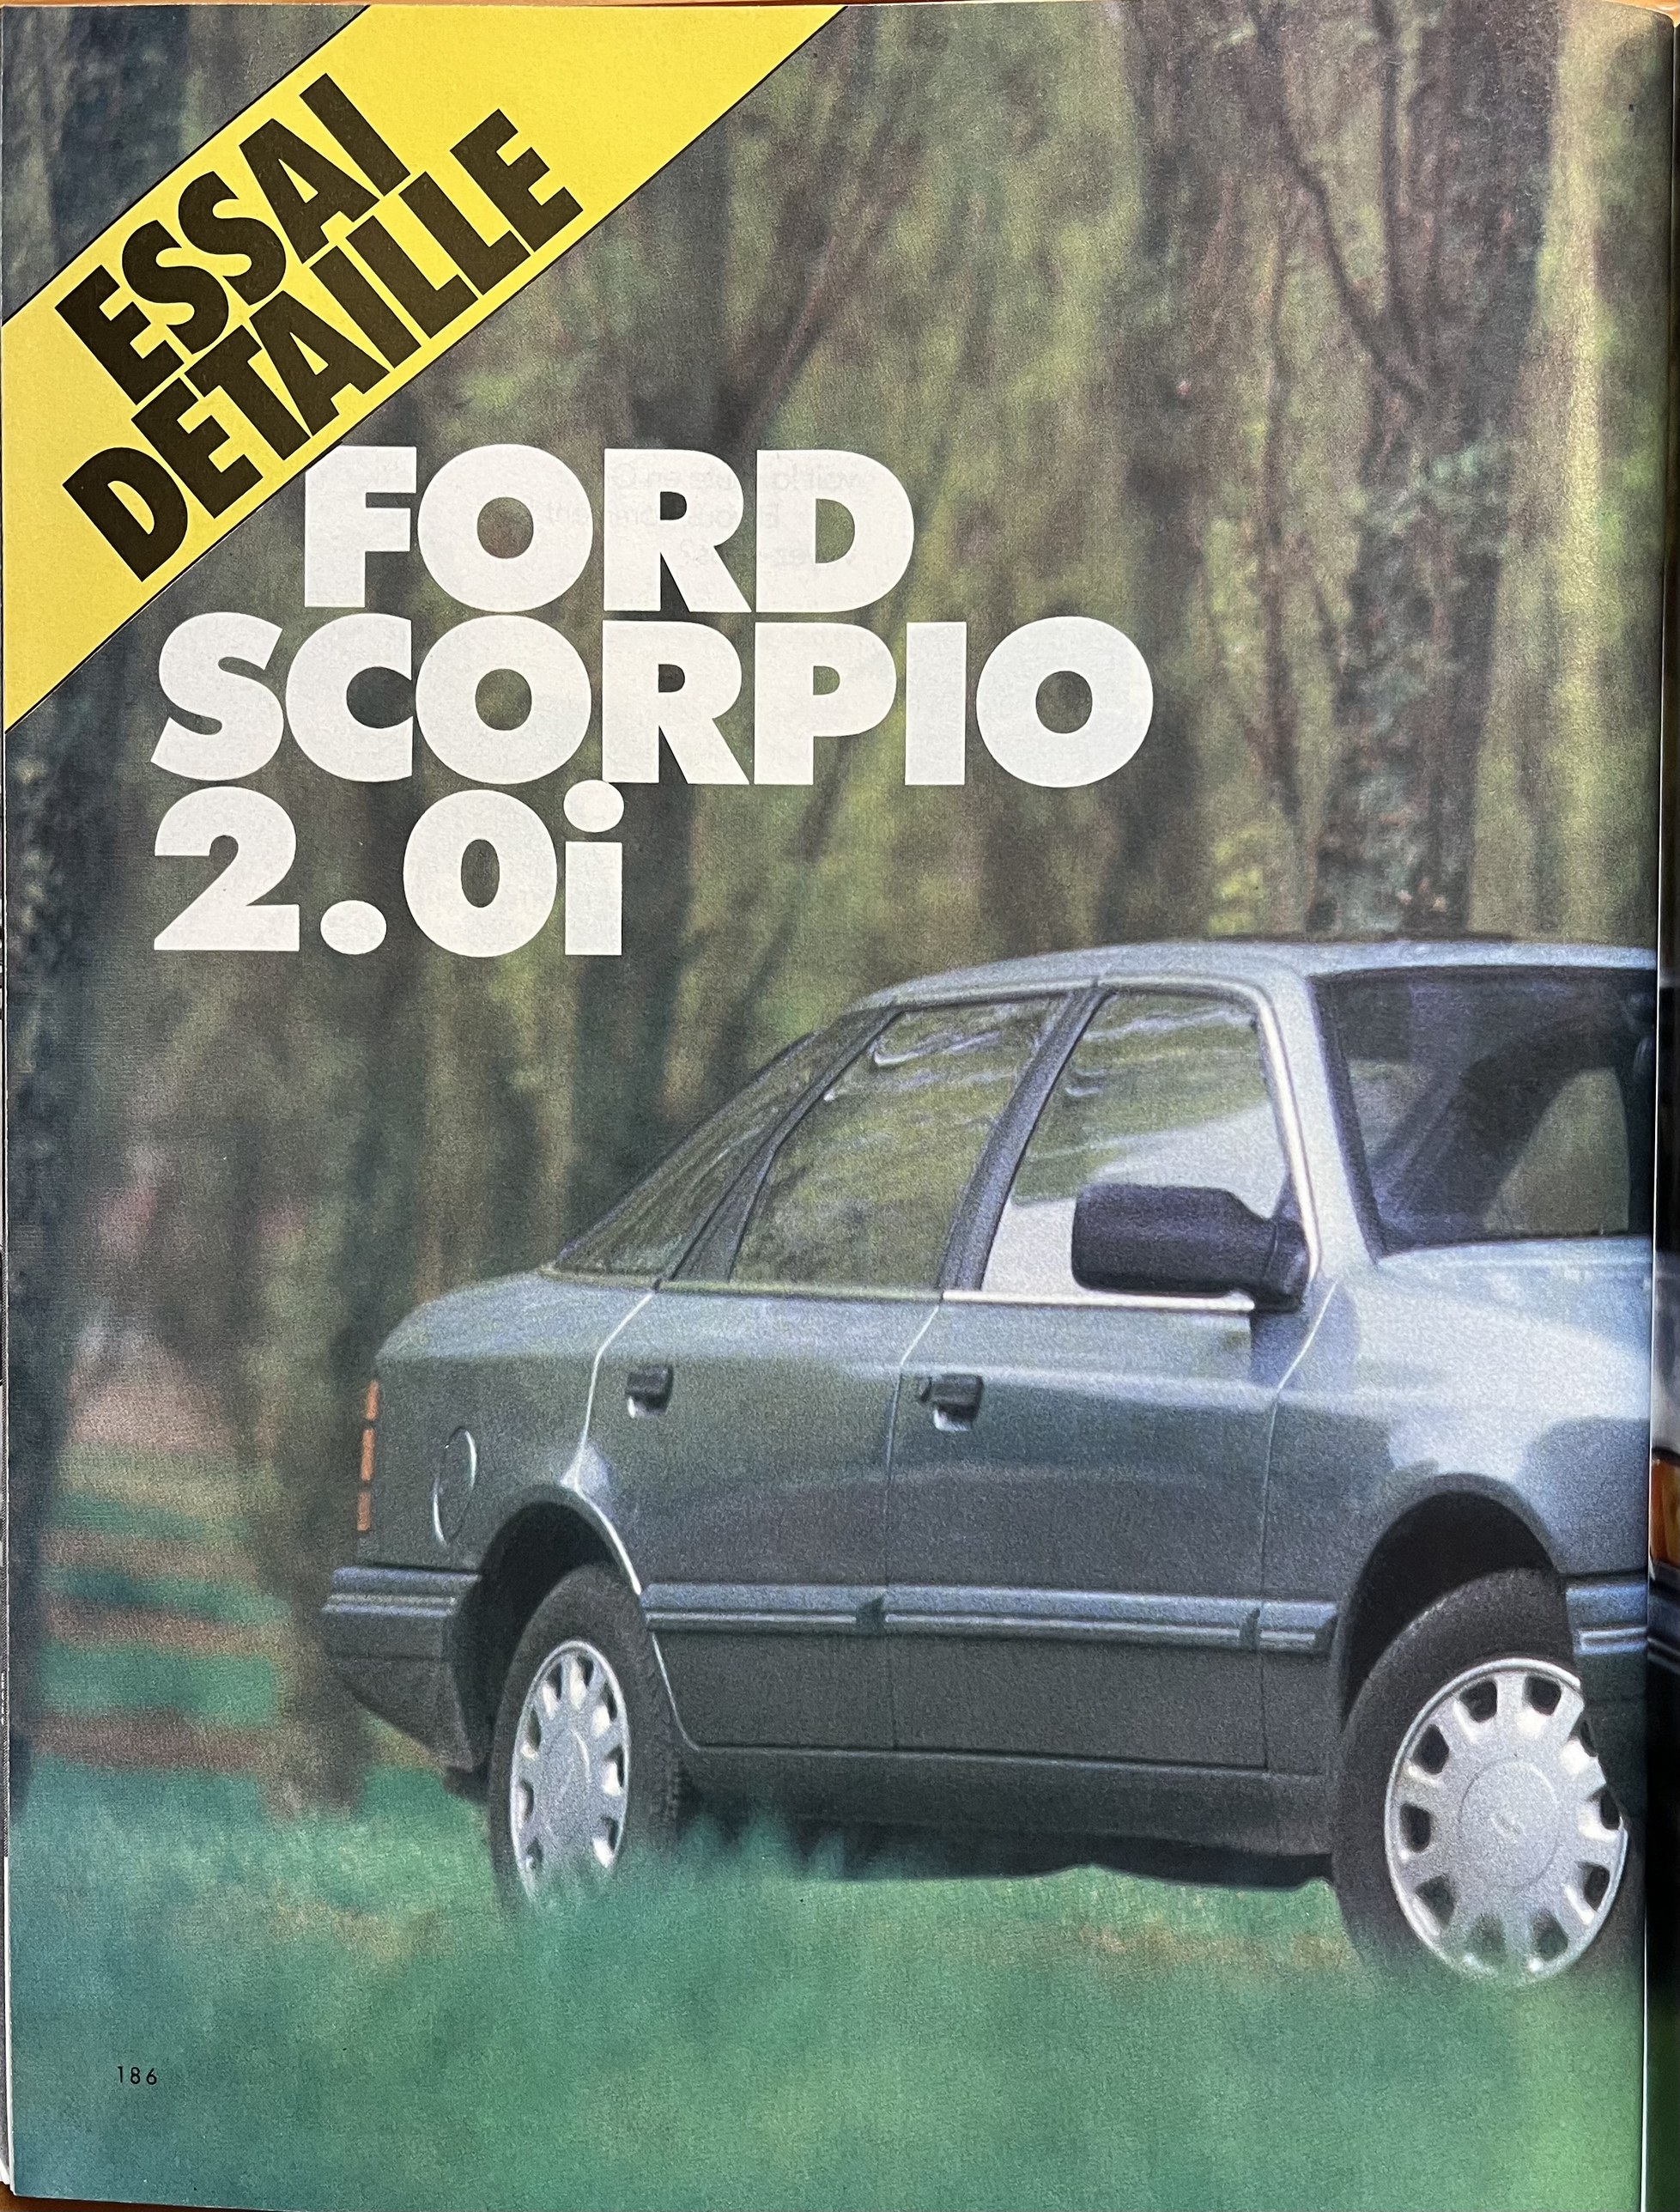 ESSAI
DETAILLE
FORD
SCORPIO
2.0i
186